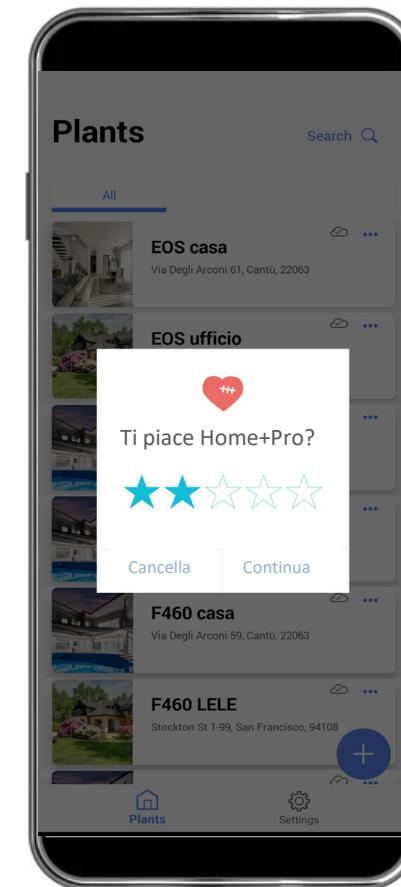 Plants
Search
All
EOS casa
Via Degli Arconi 61, Cantù, 22063
EOS ufficio
Ti piace Home+Pro?
Cancella Continua
F460 casa
Via Degli Arconi 59, Cantù, 22063
F460 LELE
Stockton St 1-99, San Francisco, 94108
Plants Settings